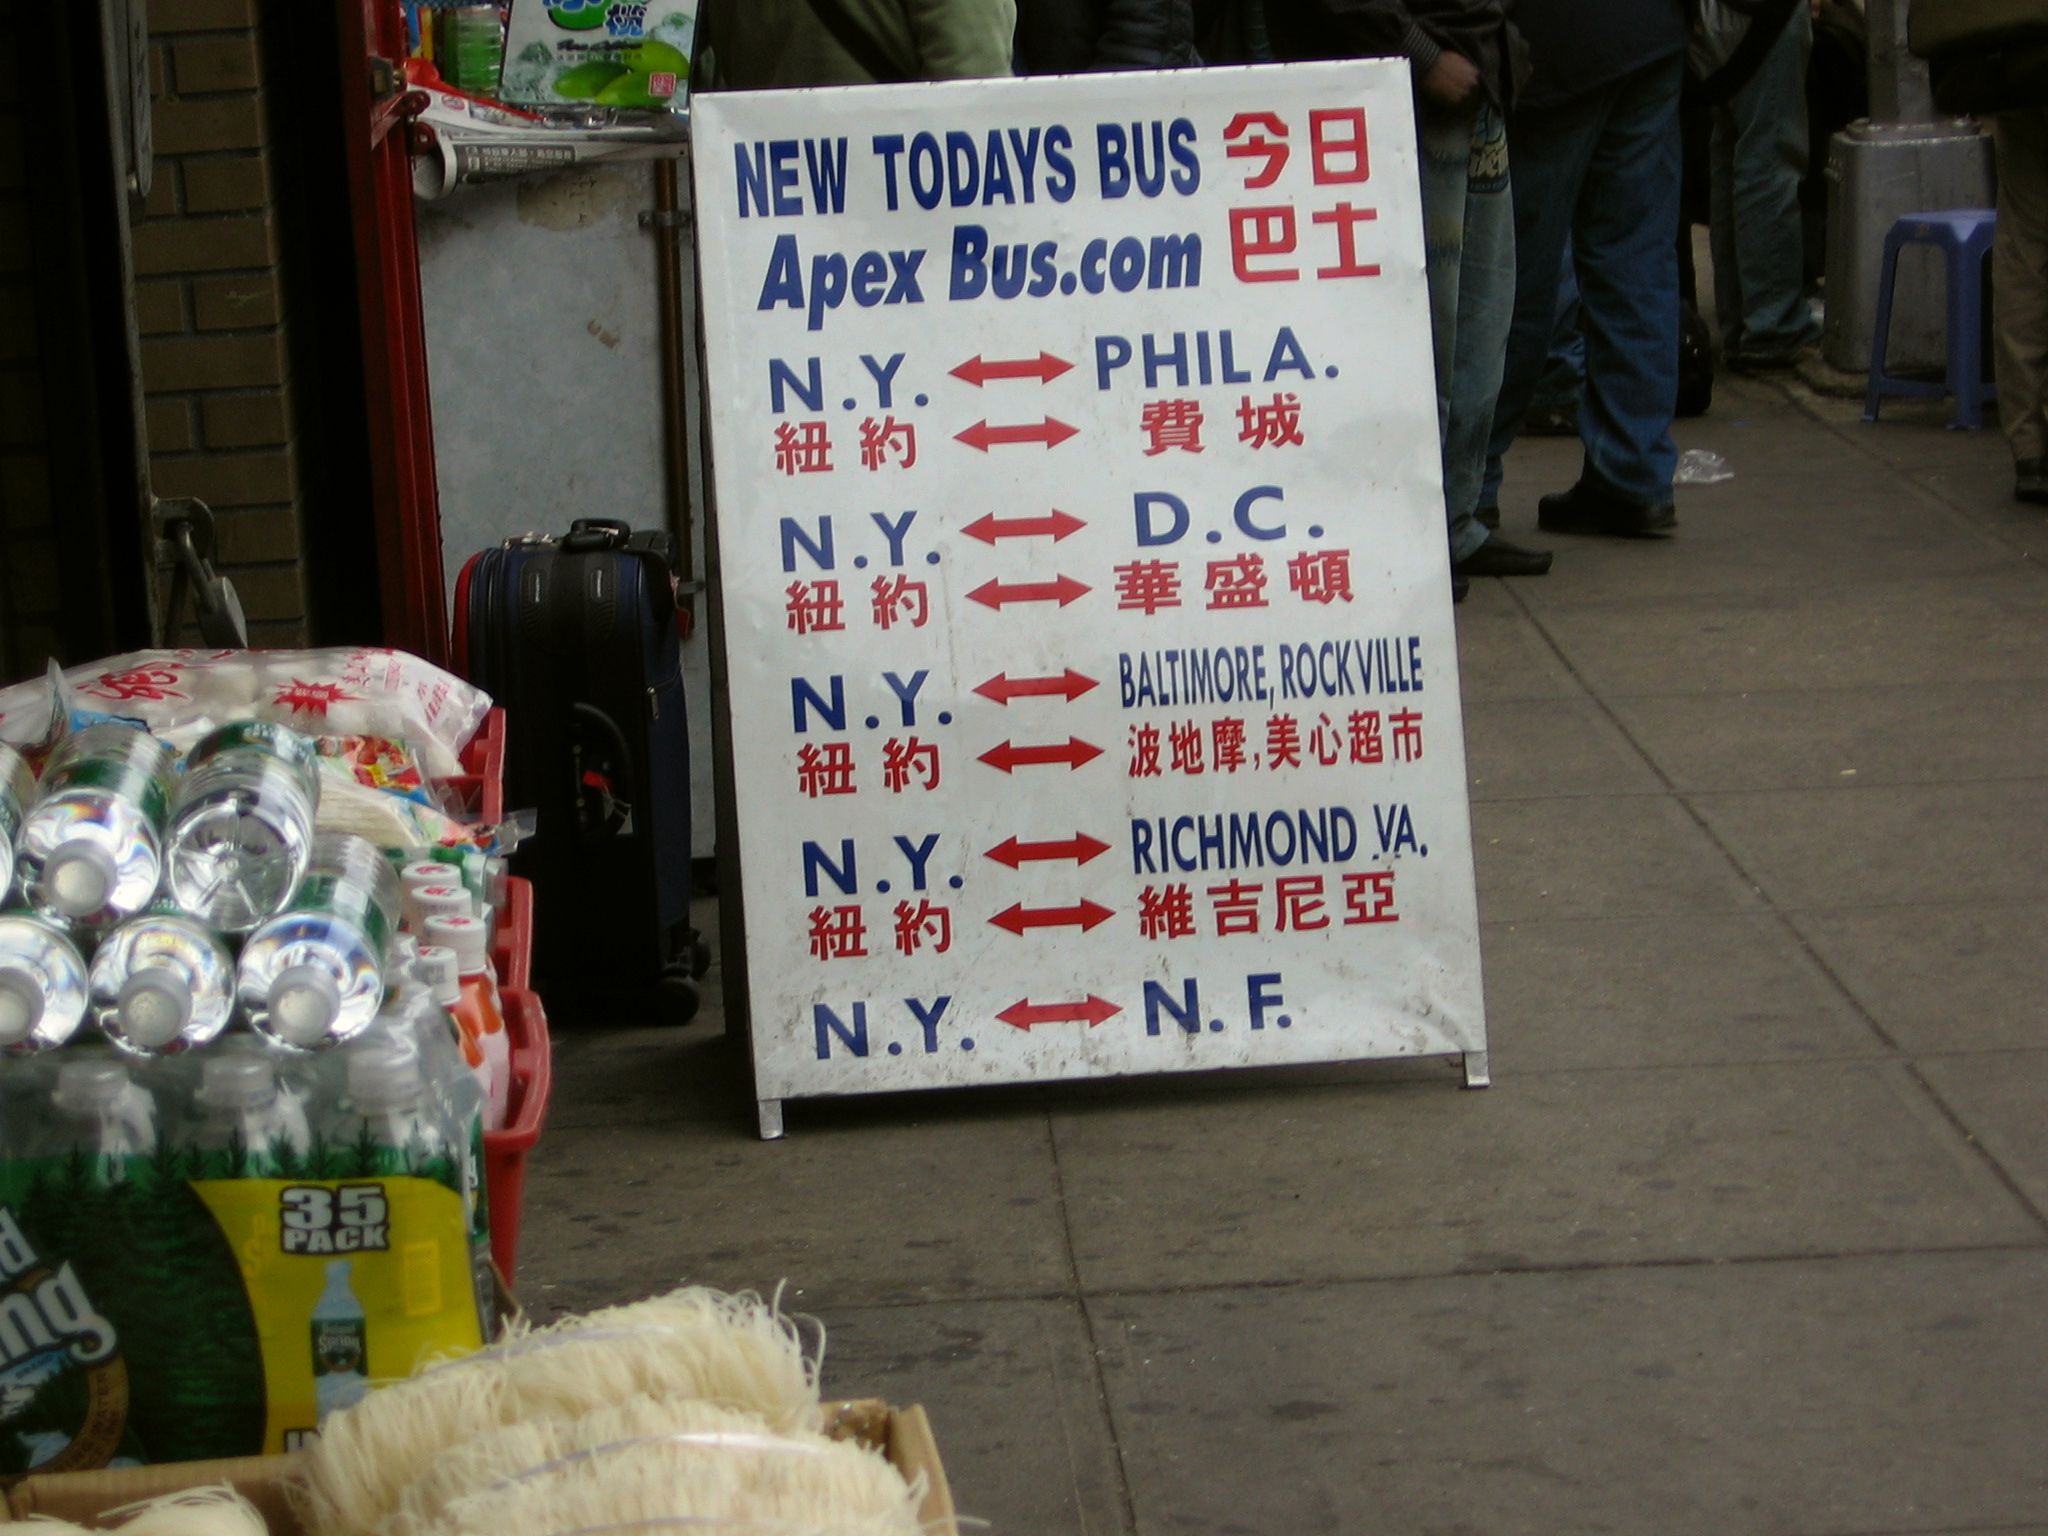 NEW TODAYS BUS 今日
Apex Bus.com 巴士
N.Y. ↔ PHILA.
紐約 ↔ 費城
N.Y. ↔ D.C.
紐約 ↔ 華盛頓
N.Y. ↔ BALTIMORE, ROCKVILLE
紐約 ↔ 波地摩,美心超市
N.Y. ↔ RICHMOND VA.
紐約 ↔ 維吉尼亞
N.Y. ↔ N.F.
35
PACK